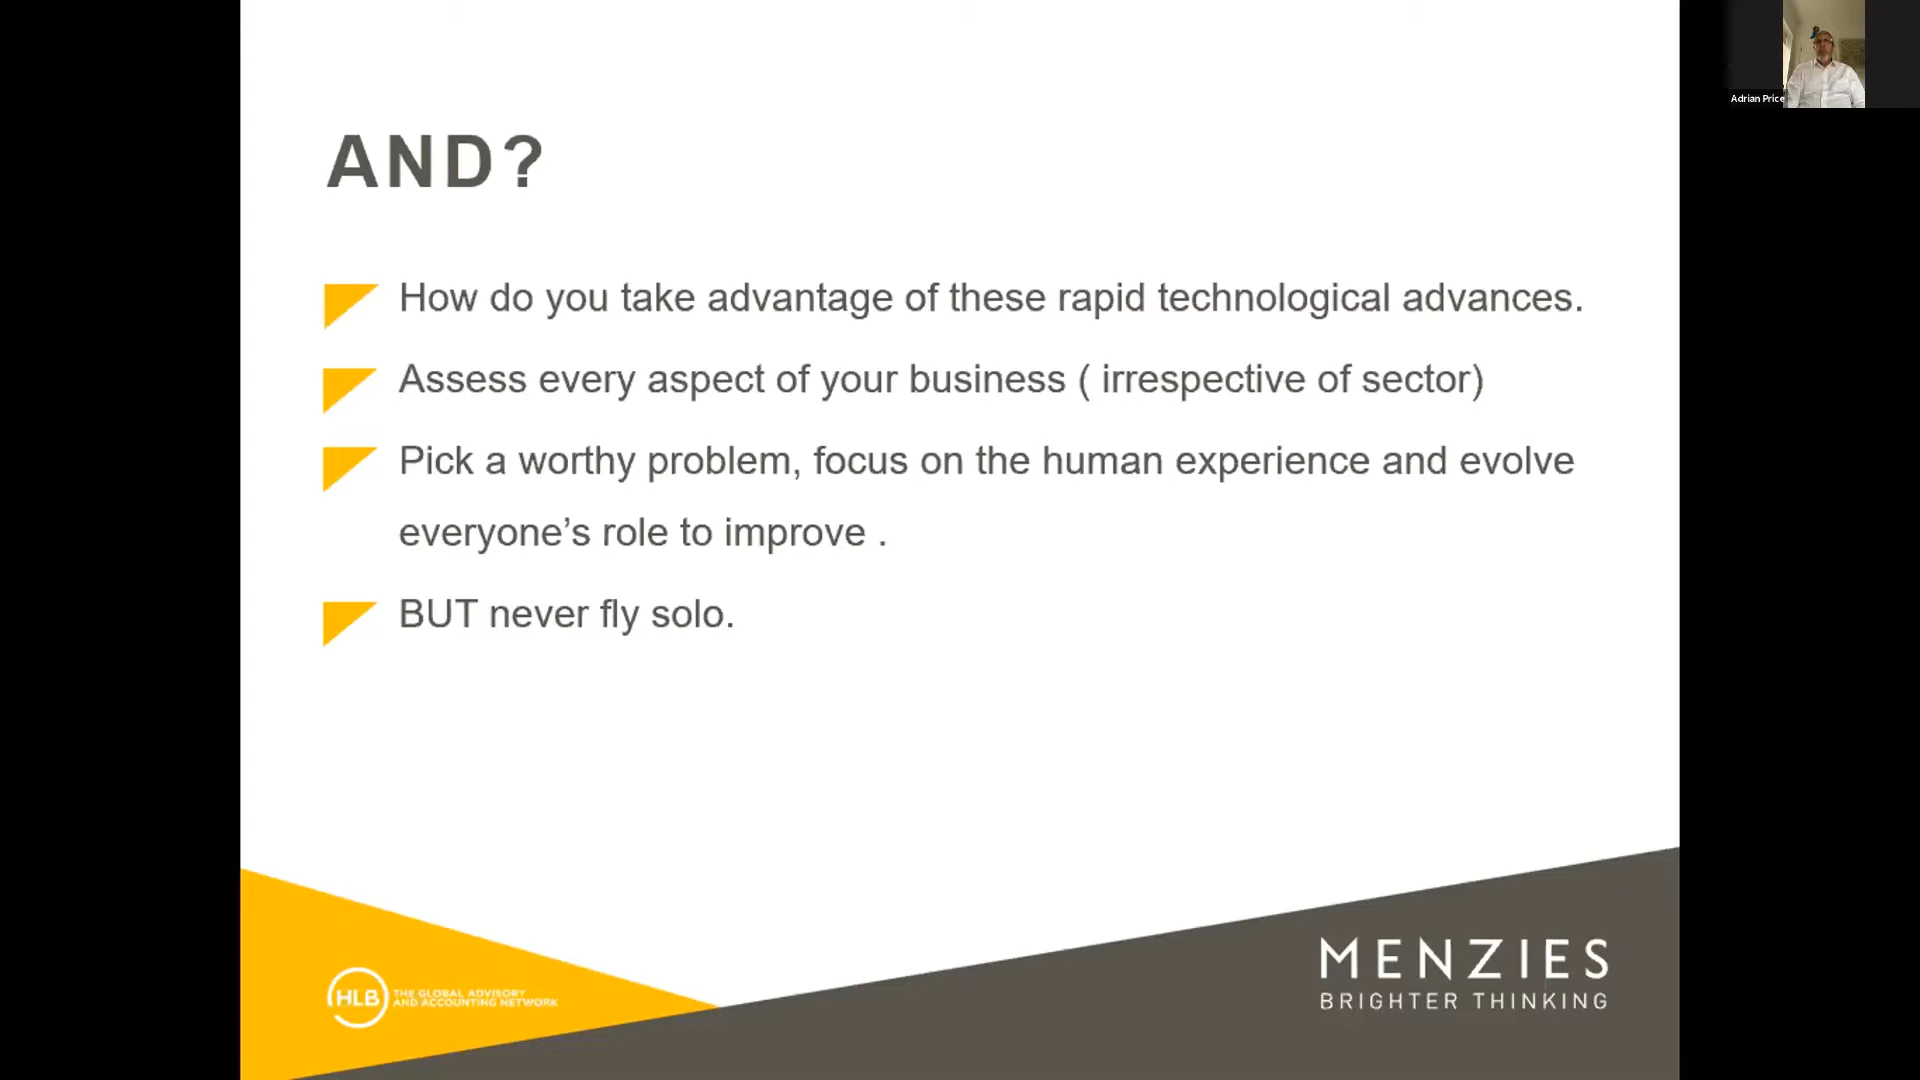 Adrian Price
AND?
How do you take advantage of these rapid technological advances.
Assess every aspect of your business ( irrespective of sector)
Pick a worthy problem, focus on the human experience and evolve
everyone’s role to improve .
BUT never fly solo.
HLB
THE GLOBAL ADVISORY
AND ACCOUNTING NETWORK
MENZIES
BRIGHTER THINKING